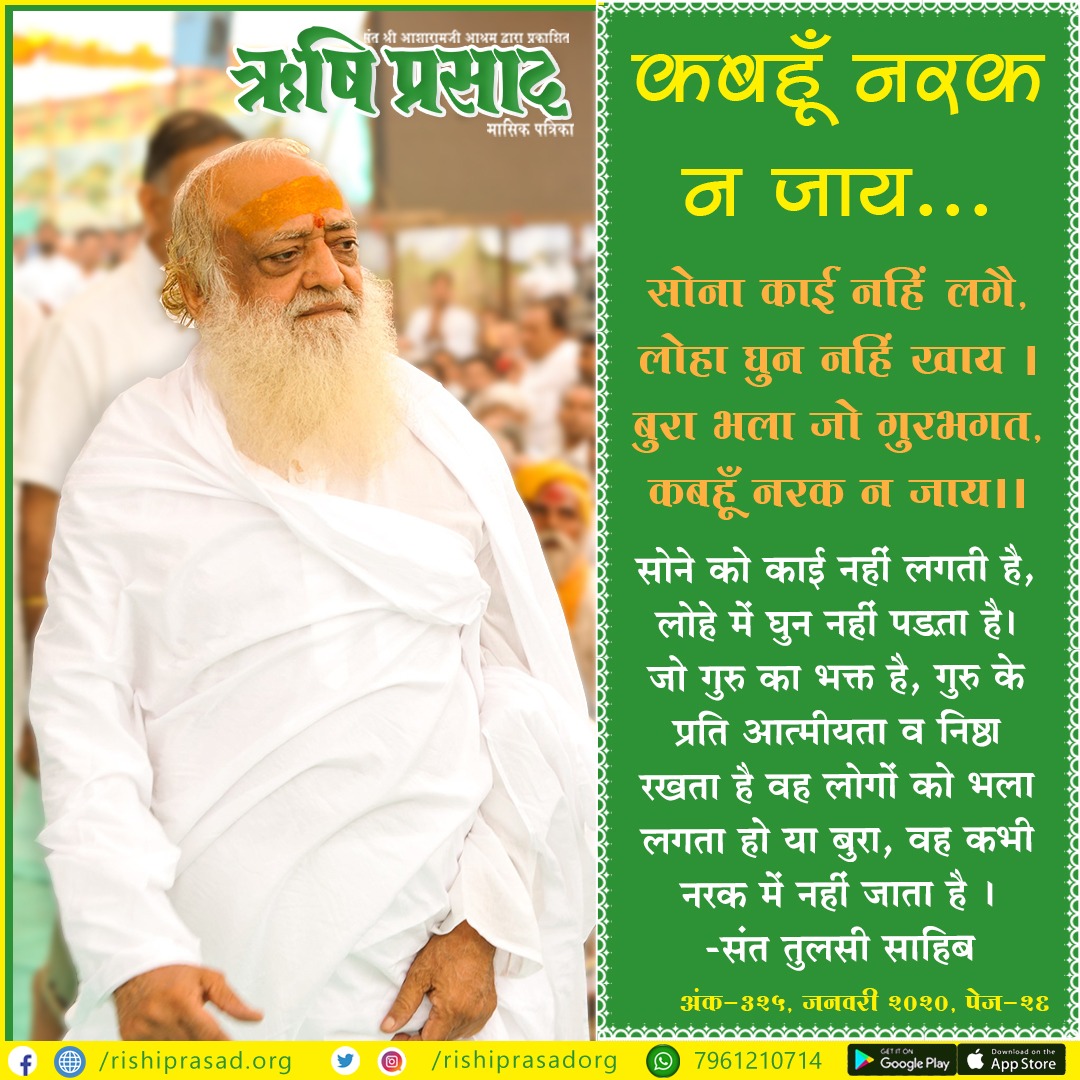 संत श्री आशारामजी आश्रम द्वारा प्रकाशित
ऋषि प्रसाद
मासिक पत्रिका
कबहूँ नरक
न जाय...
सोना काई नहिं लगै,
लोहा घुन नहिं खाय ।
बुरा भला जो गुरभगत,
कबहूँ नरक न जाय।।
सोने को काई नहीं लगती है,
लोहे में घुन नहीं पड़ता है।
जो गुरु का भक्त है, गुरु के
प्रति आत्मीयता व निष्ठा
रखता है वह लोगों को भला
लगता हो या बुरा, वह कभी
नरक में नहीं जाता है ।
-संत तुलसी साहिब
अंक-३२५, जनवरी २०२०, पेज-२६
/rishiprasad.org /rishiprasadorg 7961210714 GET IT ON Google Play Download on the App Store